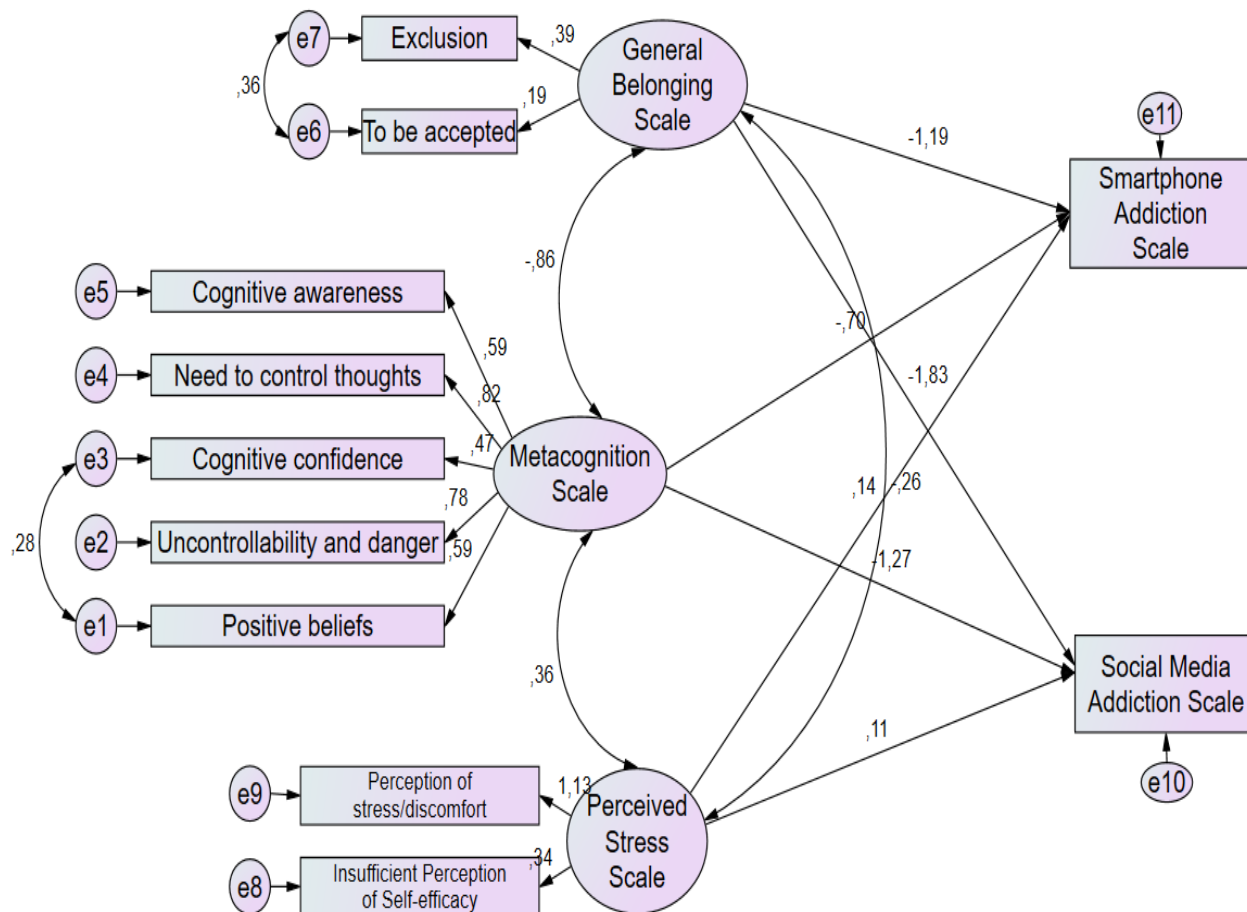 e7
Exclusion
,39
General
Belonging
Scale
,36
,19
e6
To be accepted
-1,19
e11
Smartphone
Addiction
Scale
-,86
e5
Cognitive awareness
,59
-,70
e4
Need to control thoughts
,82
-1,83
e3
Cognitive confidence
,47
Metacognition
Scale
,14
-,26
,78
,28
e2
Uncontrollability and danger
,59
-1,27
e1
Positive beliefs
,36
Social Media
Addiction Scale
,11
e9
Perception of
stress/discomfort
1,13
Perceived
Stress
Scale
e10
,34
e8
Insufficient Perception
of Self-efficacy